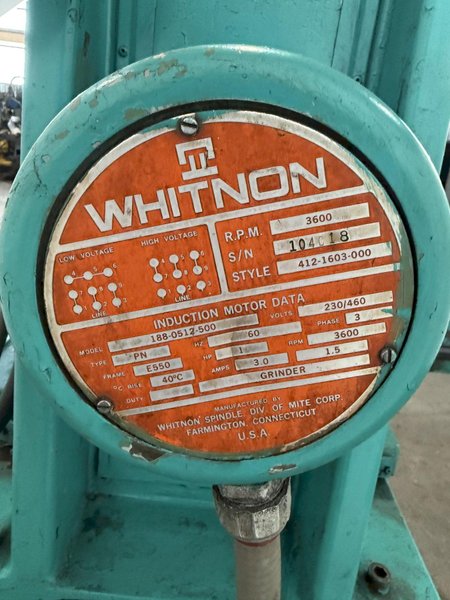 WHITNON
LOW VOLTAGE
HIGH VOLTAGE
LINE
LINE
R.P.M. 3600
S/N 104018
STYLE 412-1603-000
INDUCTION MOTOR DATA
MODEL 188-0512-500 VOLTS 230/460
TYPE PN HZ 60 PHASE 3
FRAME E550 HP 1 RPM 3600
°C RISE 40°C AMPS 3.0 1.5
DUTY GRINDER
MANUFACTURED BY
WHITNON SPINDLE, DIV. OF MITE CORP.
FARMINGTON, CONNECTICUT
U.S.A.